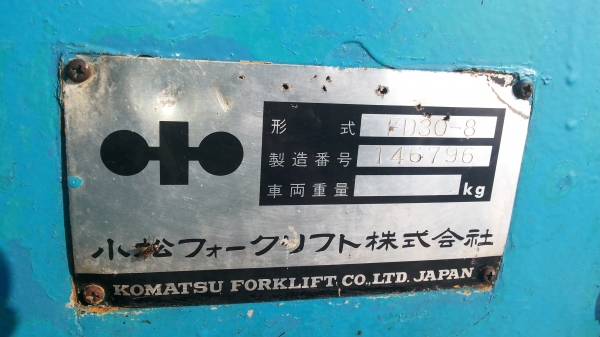 形式 FD30-8
製造番号 146796
車両重量 kg
小松フォークリフト株式会社
KOMATSU FORKLIFT CO.,LTD. JAPAN